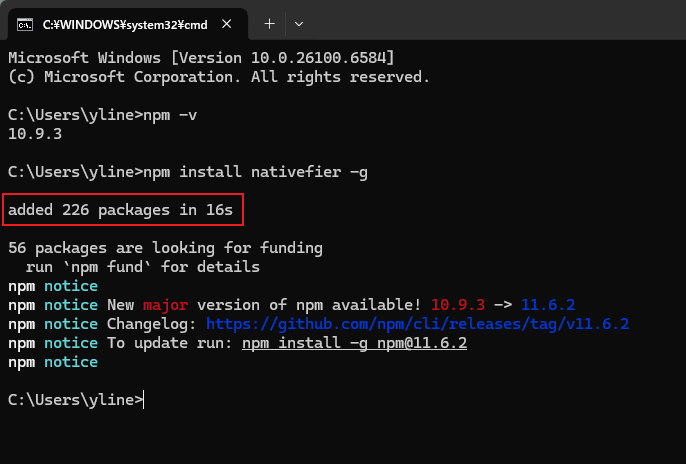 C:¥WINDOWS¥system32¥cmd
Microsoft Windows [Version 10.0.26100.6584]
(c) Microsoft Corporation. All rights reserved.
C:\Users\yline>npm -v
10.9.3
C:\Users\yline>npm install nativefier -g
added 226 packages in 16s
56 packages are looking for funding
  run `npm fund` for details
npm notice
npm notice New major version of npm available! 10.9.3 -> 11.6.2
npm notice Changelog: https://github.com/npm/cli/releases/tag/v11.6.2
npm notice To update run: npm install -g npm@11.6.2
npm notice
C:\Users\yline>